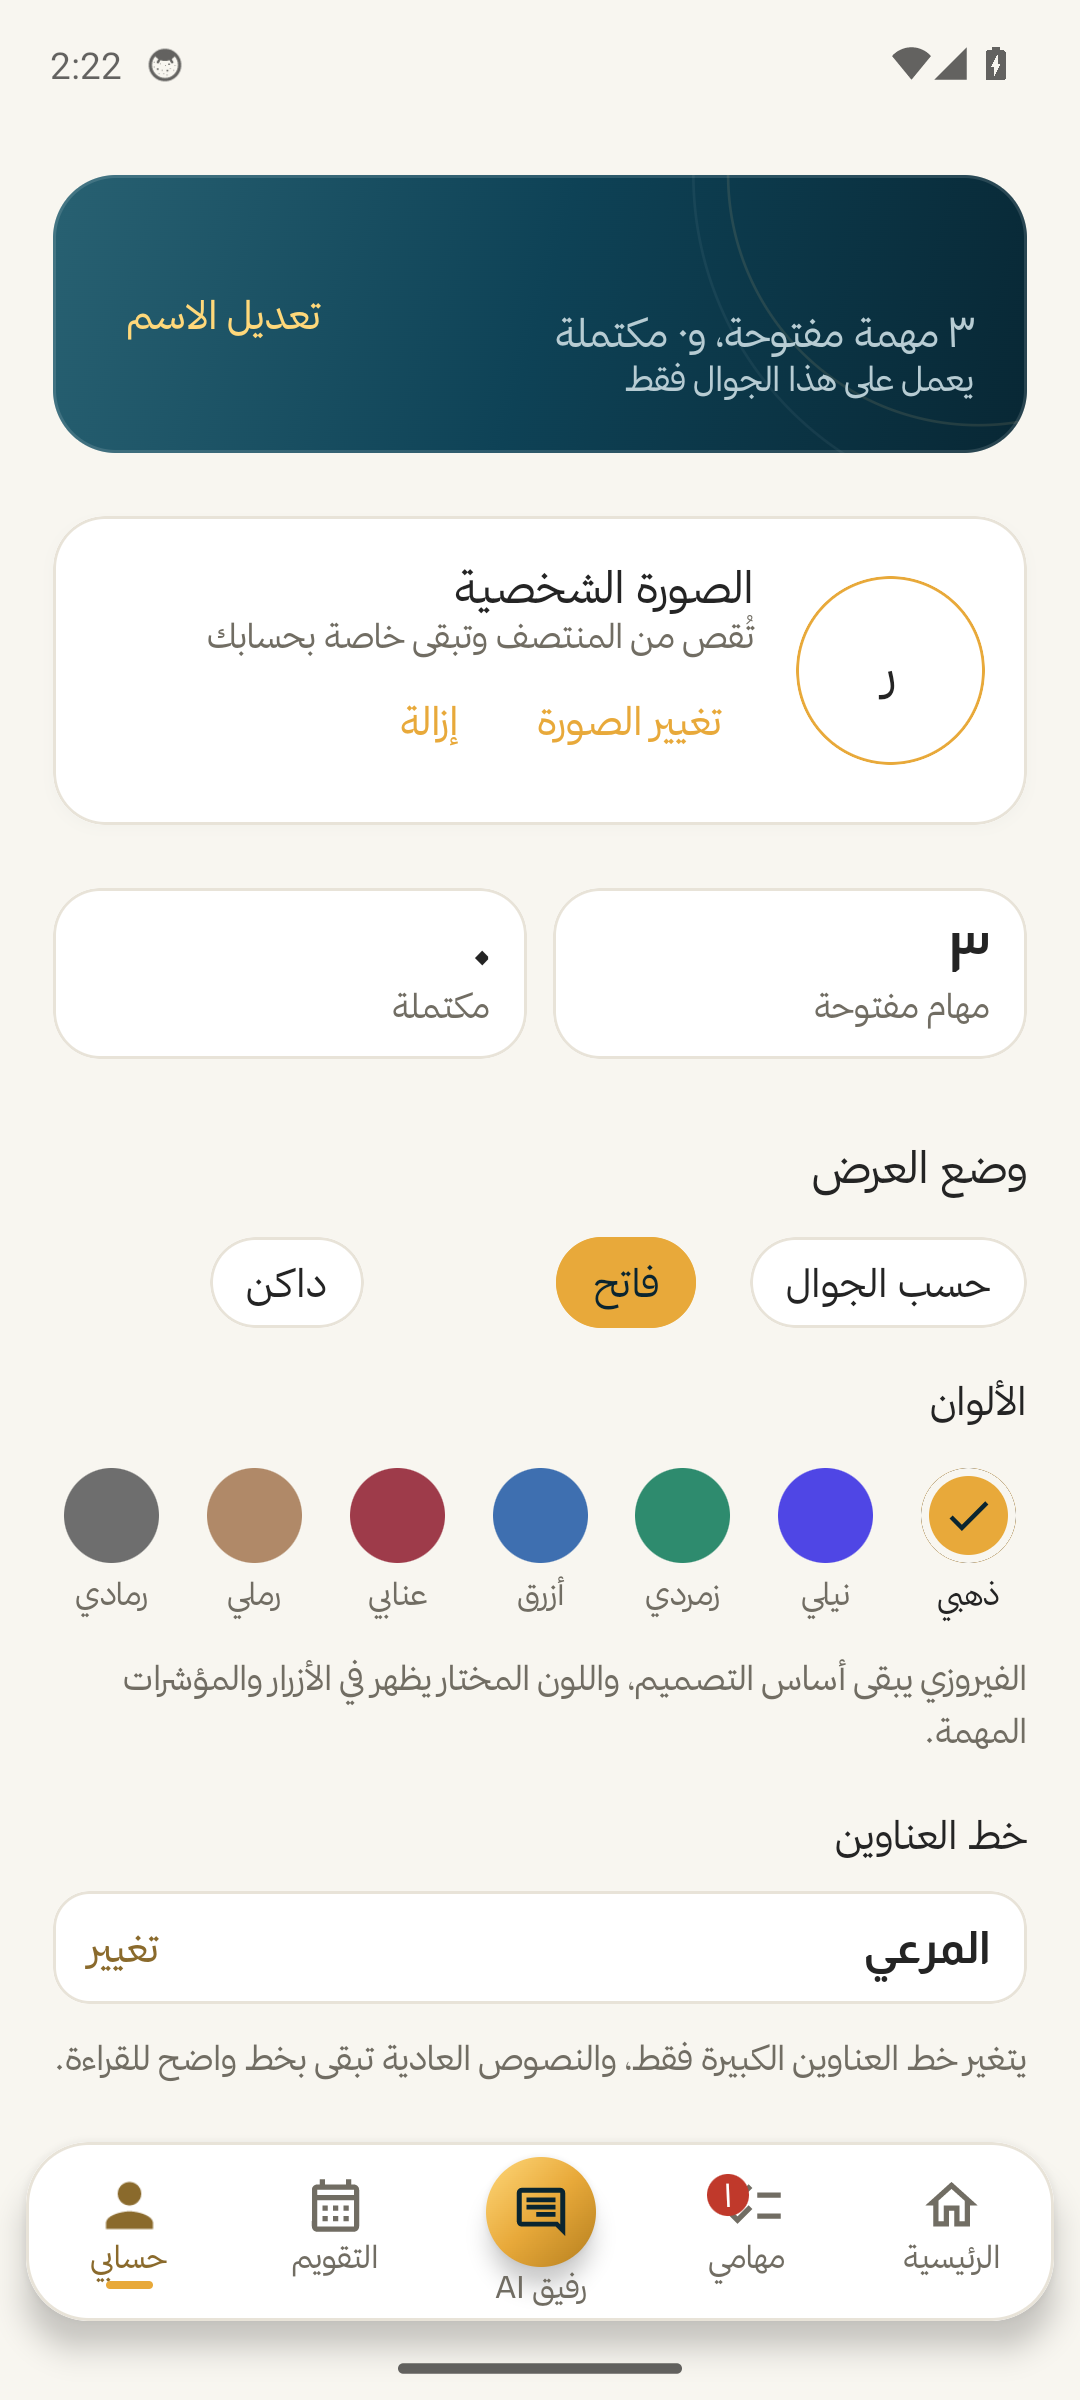 2:22
٣ مهمة مفتوحة، و٠ مكتملة
يعمل على هذا الجوال فقط
تعديل الاسم
ر
الصورة الشخصية
تُقص من المنتصف وتبقى خاصة بحسابك
تغيير الصورة
إزالة
٣
مهام مفتوحة
٠
مكتملة
وضع العرض
حسب الجوال
فاتح
داكن
الألوان
ذهبي
نيلي
زمردي
أزرق
عنابي
رملي
رمادي
الفيروزي يبقى أساس التصميم، واللون المختار يظهر في الأزرار والمؤشرات
المهمة.
خط العناوين
المرعي
تغيير
يتغير خط العناوين الكبيرة فقط، والنصوص العادية تبقى بخط واضح للقراءة.
الرئيسية
١
مهامي
رفيق AI
التقويم
حسابي